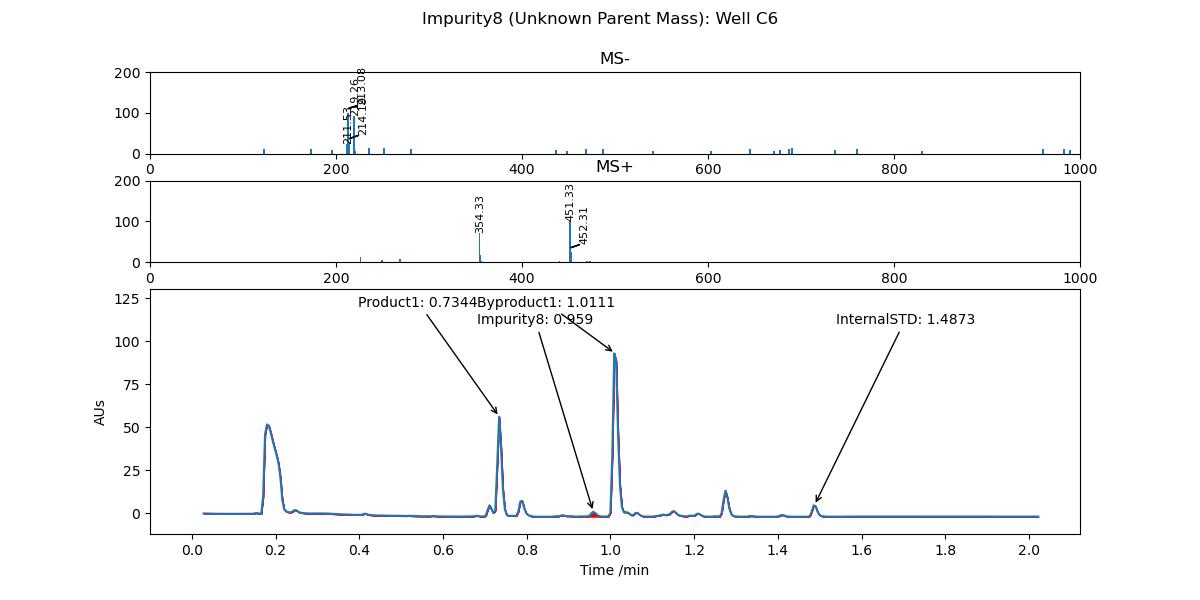 Impurity8 (Unknown Parent Mass): Well C6
MS-
200
100
0
211.53
219.26
213.08
214.18
0 200 400 600 800 1000
MS+
200
100
0
354.33
451.33
452.31
0 200 400 600 800 1000
Product1: 0.7344
Byproduct1: 1.0111
Impurity8: 0.959
InternalSTD: 1.4873
AUs
125
100
75
50
25
0
0.0 0.2 0.4 0.6 0.8 1.0 1.2 1.4 1.6 1.8 2.0
Time /min